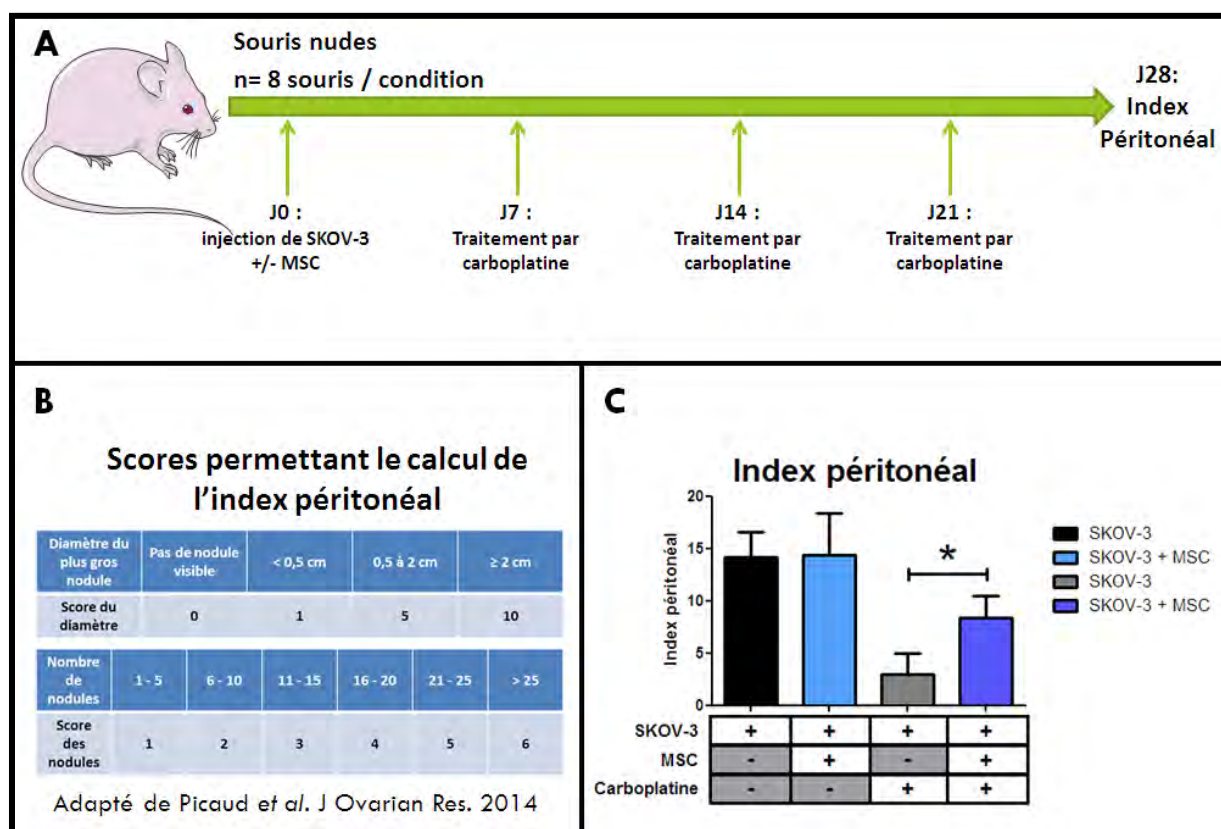 A
Souris nudes
n= 8 souris / condition
J28:
Index
Péritonéal
J0 :
injection de SKOV-3
+/- MSC
J7 :
Traitement par
carboplatine
J14 :
Traitement par
carboplatine
J21 :
Traitement par
carboplatine
B
Scores permettant le calcul de
l'index péritonéal
Diamètre du plus gros nodule Pas de nodule visible < 0,5 cm 0,5 à 2 cm ≥ 2 cm
Score du diamètre 0 1 5 10
Nombre de nodules 1 - 5 6 - 10 11 - 15 16 - 20 21 - 25 > 25
Score des nodules 1 2 3 4 5 6
Adapté de Picaud et al. J Ovarian Res. 2014
C
Index péritonéal
Index péritonéal
20
15
10
5
0
*
SKOV-3
SKOV-3 + MSC
SKOV-3
SKOV-3 + MSC
SKOV-3 + + + +
MSC - + - +
Carboplatine - - + +